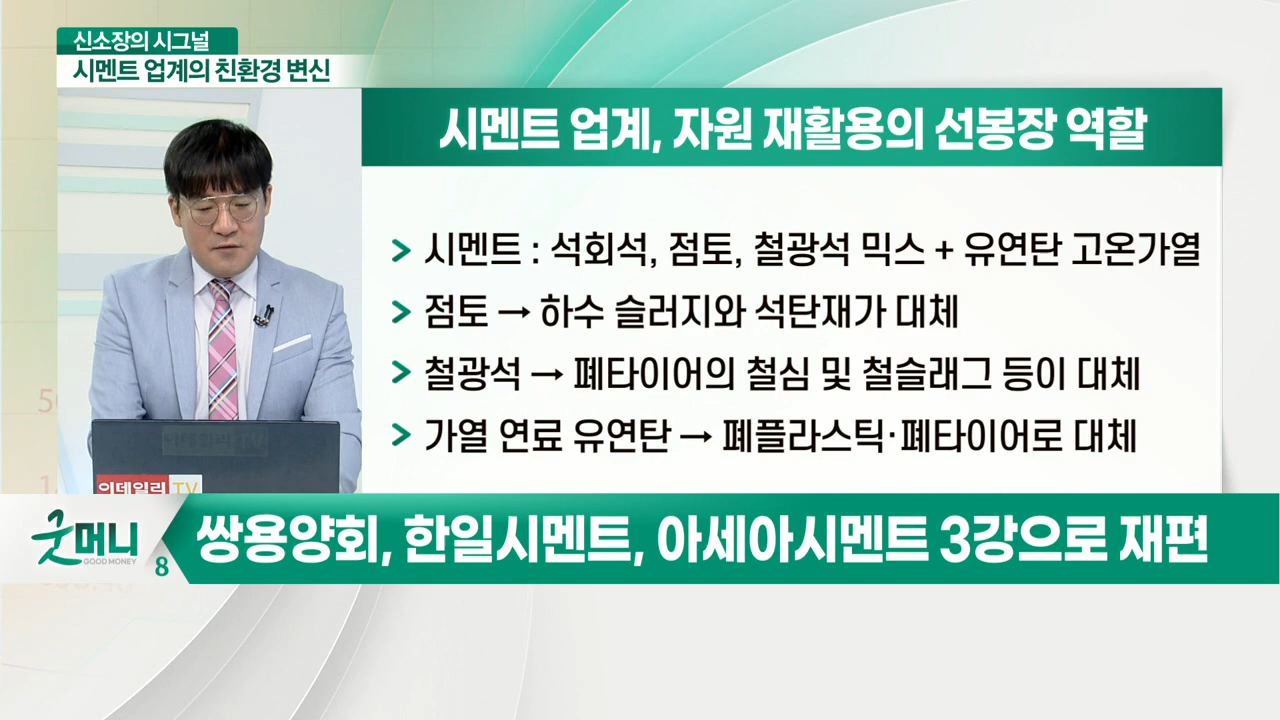 신소장의 시그널
시멘트 업계의 친환경 변신
시멘트 업계, 자원 재활용의 선봉장 역할
> 시멘트 : 석회석, 점토, 철광석 믹스 + 유연탄 고온가열
> 점토 → 하수 슬러지와 석탄재가 대체
> 철광석 → 폐타이어의 철심 및 철슬래그 등이 대체
> 가열 연료 유연탄 → 폐플라스틱·폐타이어로 대체
이데일리 TV
굿머니
GOOD MONEY
8
쌍용양회, 한일시멘트, 아세아시멘트 3강으로 재편